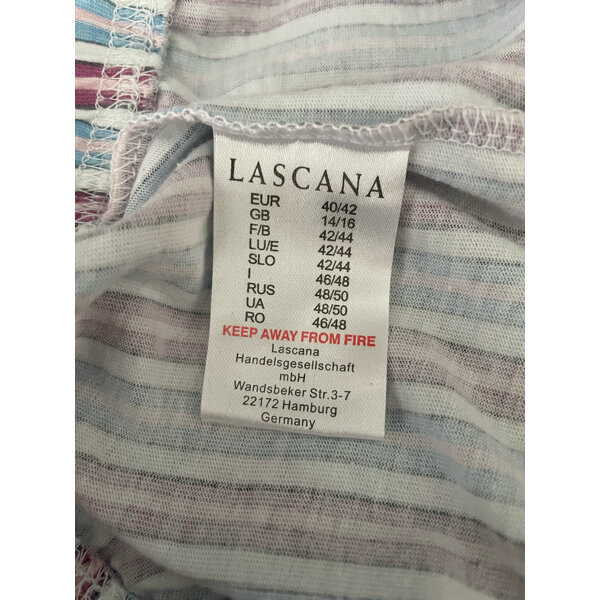 LASCANA
EUR 40/42
GB 14/16
F/B 42/44
LU/E 42/44
SLO 42/44
I 46/48
RUS 48/50
UA 48/50
RO 46/48
KEEP AWAY FROM FIRE
Lascana
Handelsgesellschaft
mbH
Wandsbeker Str.3-7
22172 Hamburg
Germany